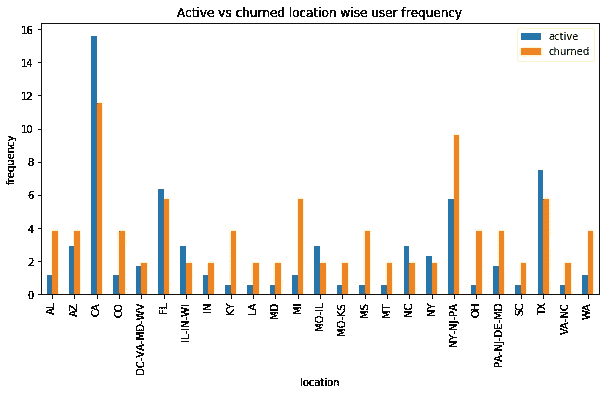 Active vs churned location wise user frequency
active
churned
frequency
16
14
12
10
8
6
4
2
0
AL
AZ
CA
CO
DC-VA-MD-WV
FL
IL-IN-WI
IN
KY
LA
MD
MI
MO-IL
MO-KS
MS
MT
NC
NY
NY-NJ-PA
OH
PA-NJ-DE-MD
SC
TX
VA-NC
WA
location